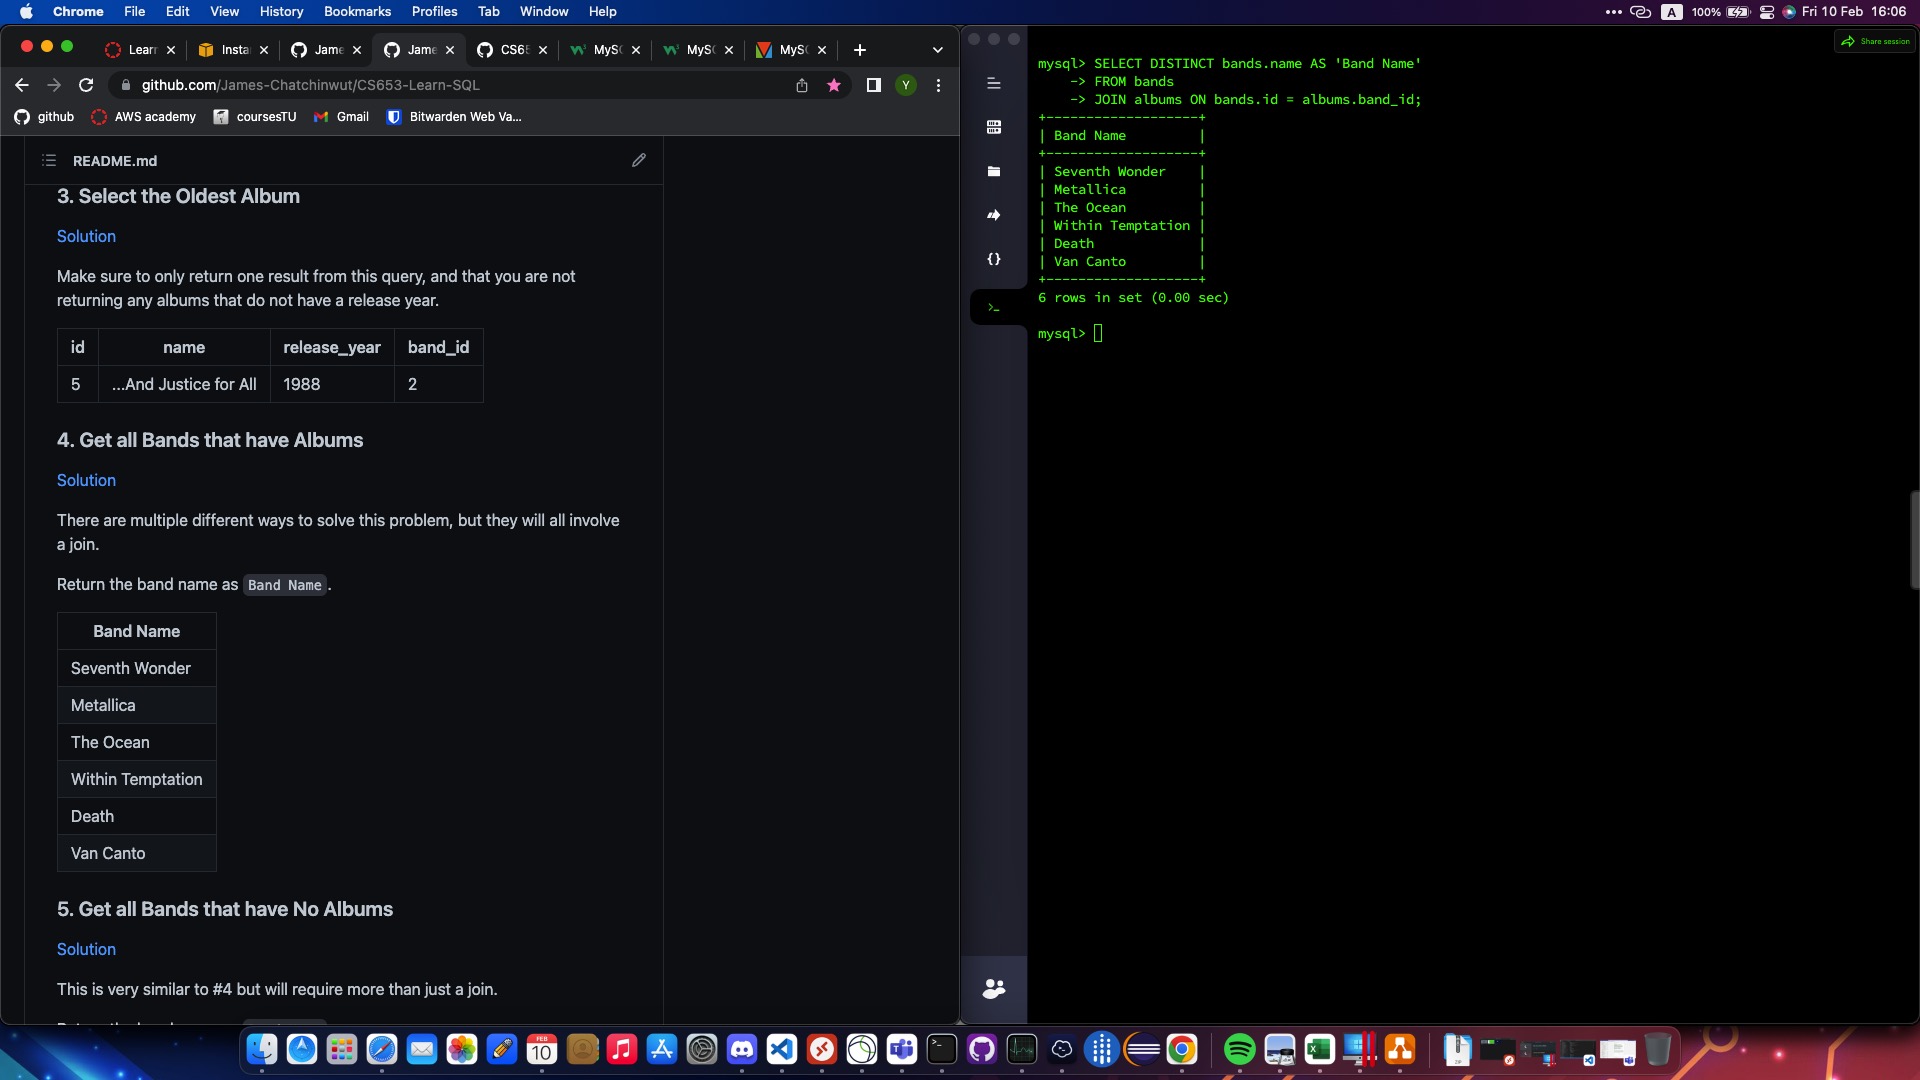 Chrome File Edit View History Bookmarks Profiles Tab Window Help
A 100% Fri 10 Feb 16:06
Learn Insta Jame Jame CS6 MyS MyS MyS
github.com/James-Chatchinwut/CS653-Learn-SQL
Y
github AWS academy coursesTU Gmail Bitwarden Web Va...
README.md
3. Select the Oldest Album
Solution
Make sure to only return one result from this query, and that you are not
returning any albums that do not have a release year.
id name release_year band_id
5 ...And Justice for All 1988 2
4. Get all Bands that have Albums
Solution
There are multiple different ways to solve this problem, but they will all involve
a join.
Return the band name as Band Name.
Band Name
Seventh Wonder
Metallica
The Ocean
Within Temptation
Death
Van Canto
5. Get all Bands that have No Albums
Solution
This is very similar to #4 but will require more than just a join.
Share session
mysql> SELECT DISTINCT bands.name AS 'Band Name'
-> FROM bands
-> JOIN albums ON bands.id = albums.band_id;
+-------------------+
| Band Name         |
+-------------------+
| Seventh Wonder    |
| Metallica         |
| The Ocean         |
| Within Temptation |
| Death             |
| Van Canto         |
+-------------------+
6 rows in set (0.00 sec)
mysql>
FEB
10